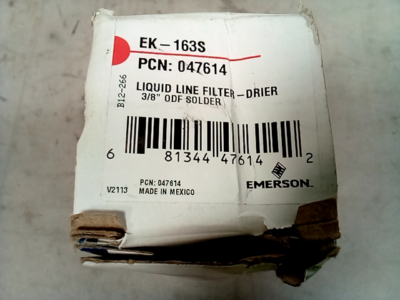 EK-163S
PCN: 047614
B12-266
LIQUID LINE FILTER-DRIER
3/8" ODF SOLDER
6 81344 47614 2
V2113
PCN: 047614
MADE IN MEXICO
EMERSON